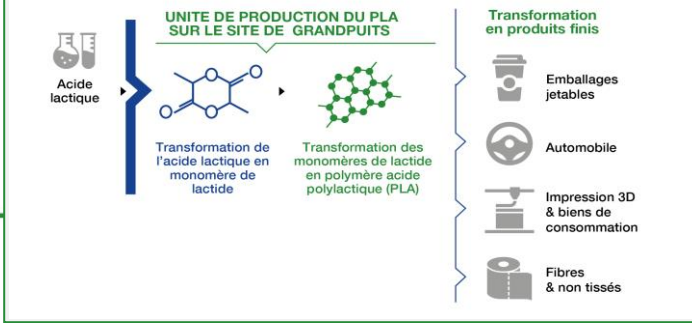 UNITE DE PRODUCTION DU PLA
SUR LE SITE DE GRANDPUITS
Transformation
en produits finis
Acide
lactique
O
O
O
O
Transformation de
l'acide lactique en
monomère de
lactide
Transformation des
monomères de lactide
en polymère acide
polylactique (PLA)
Emballages
jetables
Automobile
Impression 3D
& biens de
consommation
Fibres
& non tissés